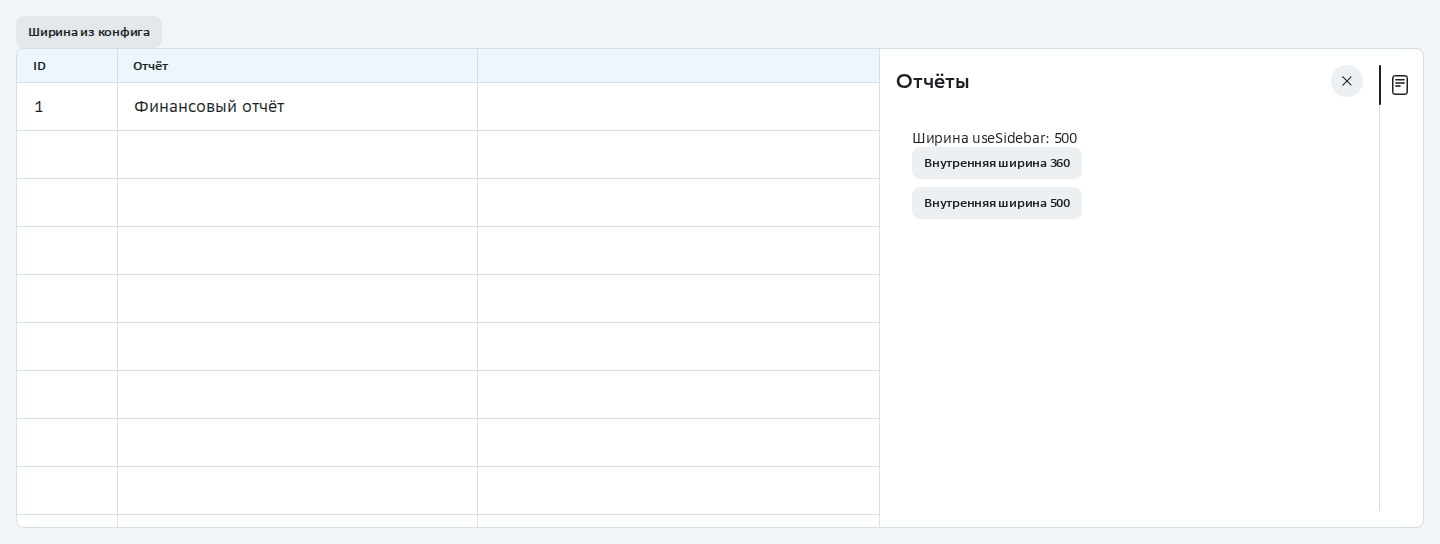 Ширина из конфига
ID Отчёт
1 Финансовый отчёт
Отчёты
Ширина useSidebar: 500
Внутренняя ширина 360
Внутренняя ширина 500